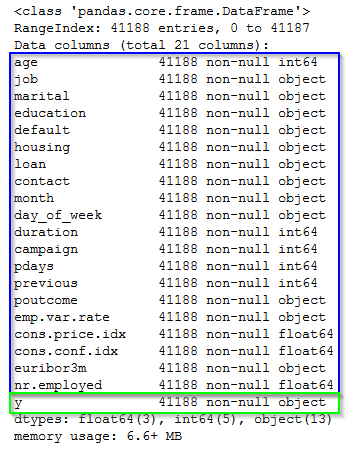 <class 'pandas.core.frame.DataFrame'>
RangeIndex: 41188 entries, 0 to 41187
Data columns (total 21 columns):
age 41188 non-null int64
job 41188 non-null object
marital 41188 non-null object
education 41188 non-null object
default 41188 non-null object
housing 41188 non-null object
loan 41188 non-null object
contact 41188 non-null object
month 41188 non-null object
day_of_week 41188 non-null object
duration 41188 non-null int64
campaign 41188 non-null int64
pdays 41188 non-null int64
previous 41188 non-null int64
poutcome 41188 non-null object
emp.var.rate 41188 non-null object
cons.price.idx 41188 non-null float64
cons.conf.idx 41188 non-null float64
euribor3m 41188 non-null object
nr.employed 41188 non-null float64
y 41188 non-null object
dtypes: float64(3), int64(5), object(13)
memory usage: 6.6+ MB